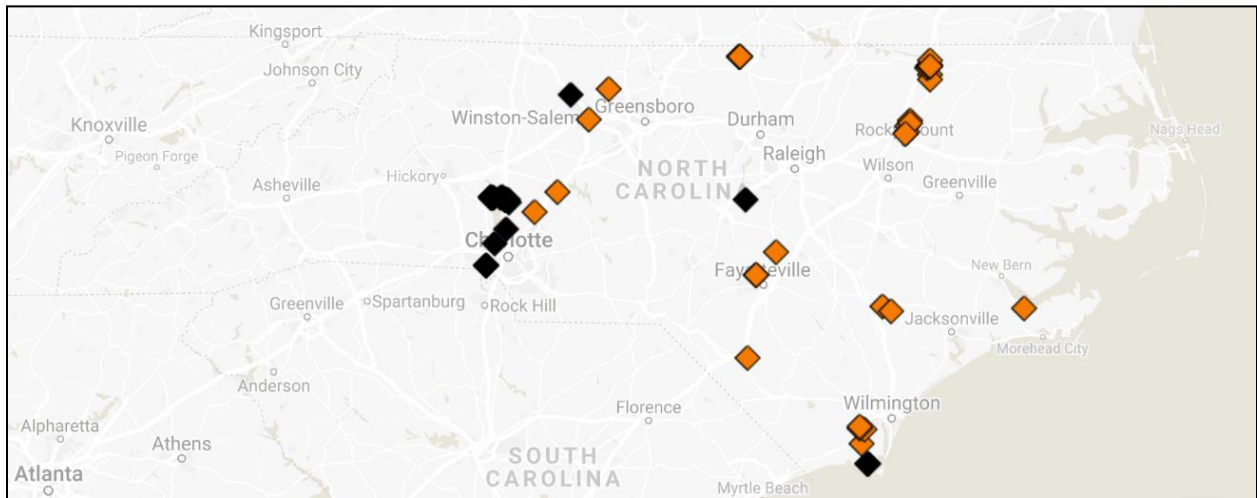 Kingsport
Johnson City
Knoxville
Pigeon Forge
Asheville
Hickory
Winston-Salem
Greensboro
Durham
Raleigh
Rocky Mount
Nags Head
Wilson
Greenville
NORTH
CAROLINA
Charlotte
Fayetteville
New Bern
Greenville
Spartanburg
Rock Hill
Jacksonville
Morehead City
Anderson
Florence
Wilmington
Alpharetta
Athens
Atlanta
SOUTH
CAROLINA
Myrtle Beach